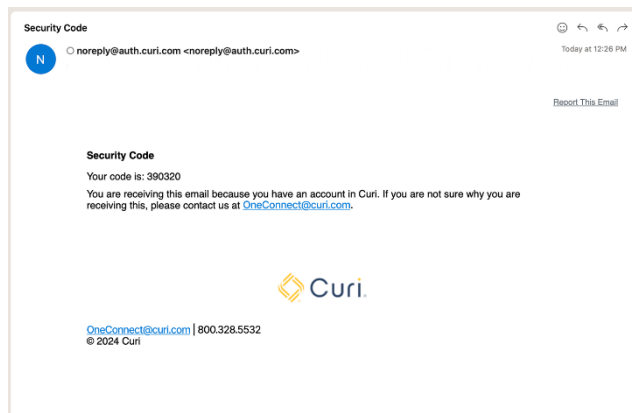 Security Code
N
noreply@auth.curi.com <noreply@auth.curi.com>
Today at 12:26 PM
Report This Email
Security Code
Your code is: 390320
You are receiving this email because you have an account in Curi. If you are not sure why you are
receiving this, please contact us at OneConnect@curi.com.
Curi.
OneConnect@curi.com | 800.328.5532
© 2024 Curi